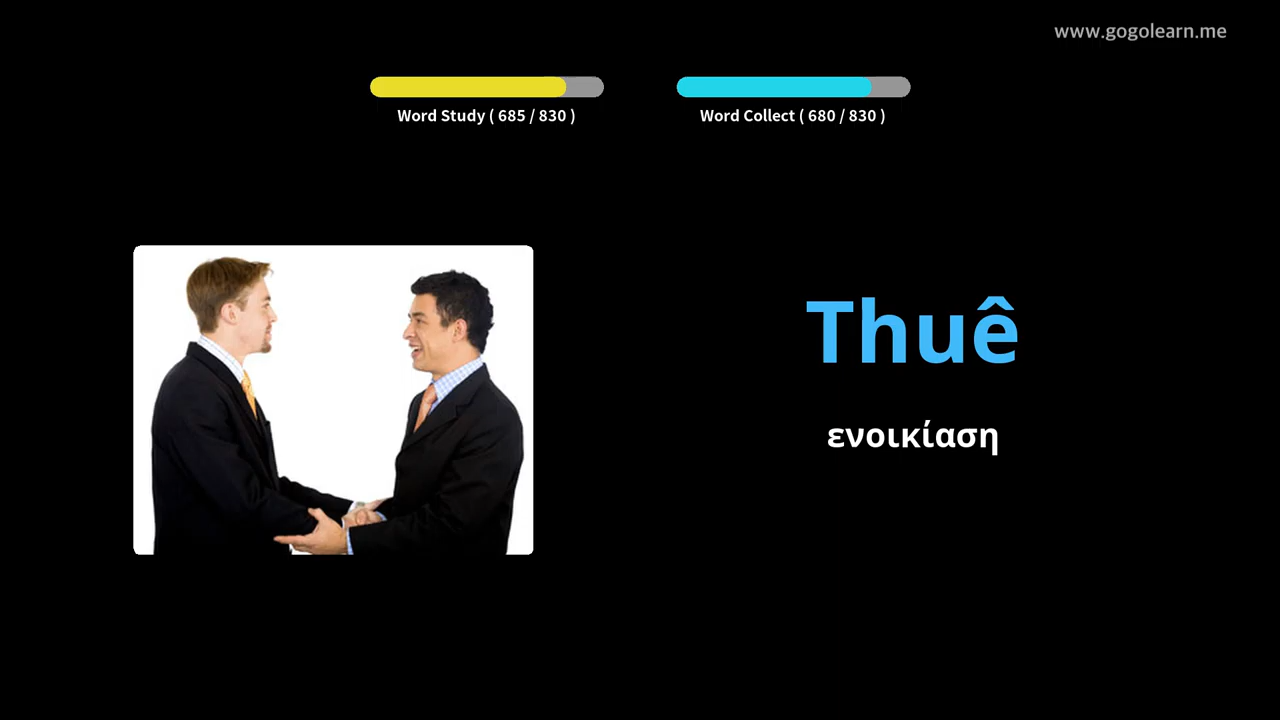 www.gogolearn.me
Word Study ( 685 / 830 )
Word Collect ( 680 / 830 )
Thuê
ενοικίαση